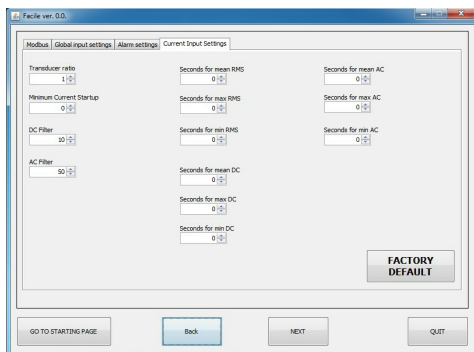 Facile ver. 0.0.
Modbus Global input settings Alarm settings Current Input Settings
Transducer ratio
1
Minimum Current Startup
0
DC Filter
10
AC Filter
50
Seconds for mean RMS
0
Seconds for max RMS
0
Seconds for min RMS
0
Seconds for mean DC
0
Seconds for max DC
0
Seconds for min DC
0
Seconds for mean AC
0
Seconds for max AC
0
Seconds for min AC
0
FACTORY
DEFAULT
GO TO STARTING PAGE Back NEXT QUIT